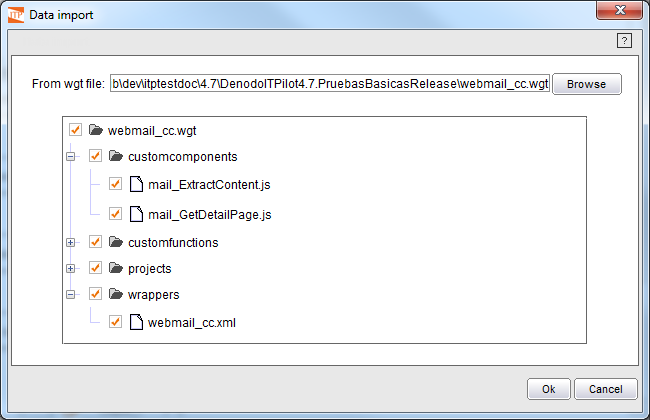 Data import
?
From wgt file: b\dev\itptestdoc\4.7\DenodoITPilot4.7.PruebasBasicasRelease\webmail_cc.wgt Browse
webmail_cc.wgt
customcomponents
mail_ExtractContent.js
mail_GetDetailPage.js
customfunctions
projects
wrappers
webmail_cc.xml
Ok Cancel